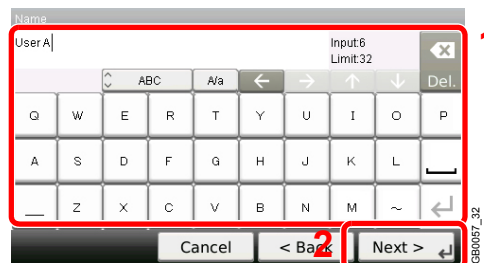 Name
User A
Input:6
Limit:32
1
ABC A/a ← → ↑ ↓ Del.
Q W E R T Y U I O P
A S D F G H J K L
_ Z X C V B N M ~
2
Cancel < Back Next >
GB0057_32